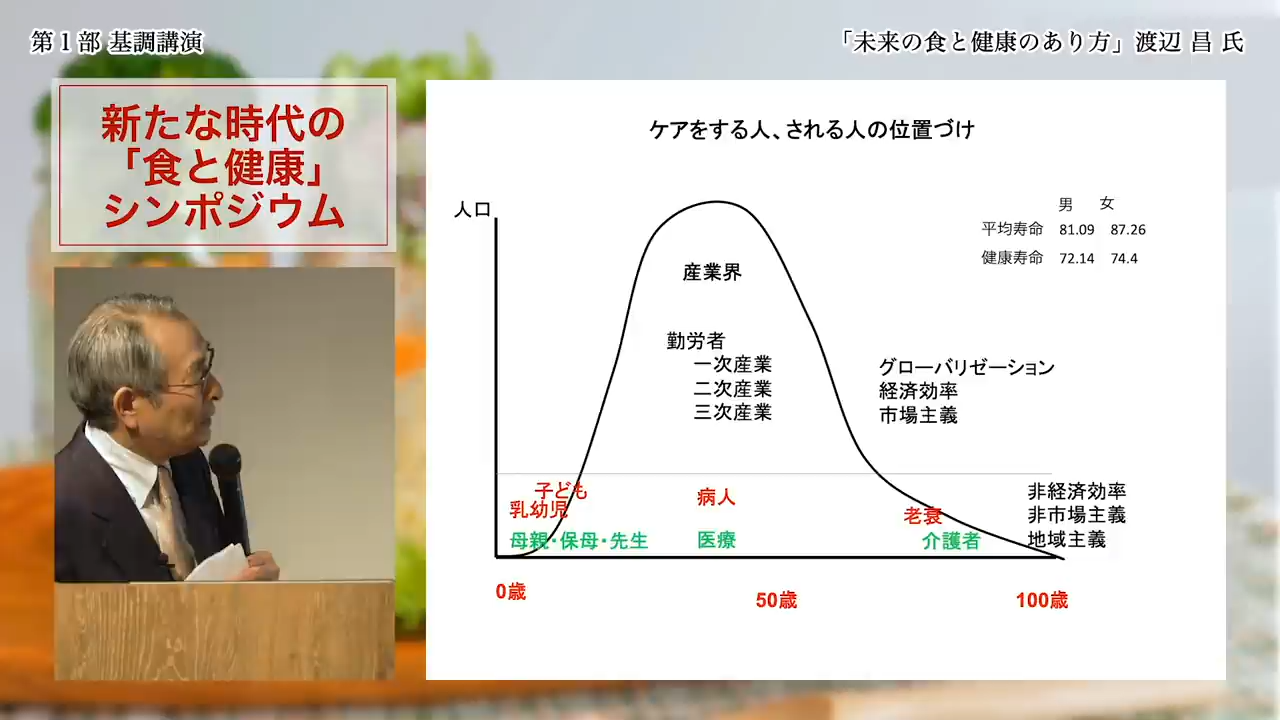 第１部 基調講演
「未来の食と健康のあり方」渡辺 昌 氏
新たな時代の
「食と健康」
シンポジウム
ケアをする人、される人の位置づけ
人口
男 女
平均寿命 81.09 87.26
健康寿命 72.14 74.4
産業界
勤労者
一次産業
二次産業
三次産業
グローバリゼーション
経済効率
市場主義
子ども
乳幼児
母親・保母・先生
病人
医療
老衰
介護者
非経済効率
非市場主義
地域主義
0歳
50歳
100歳